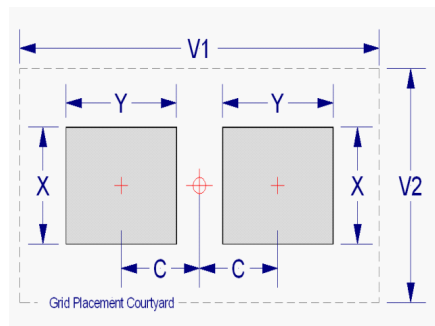 V1
Y Y
X X V2
C C
Grid Placement Courtyard